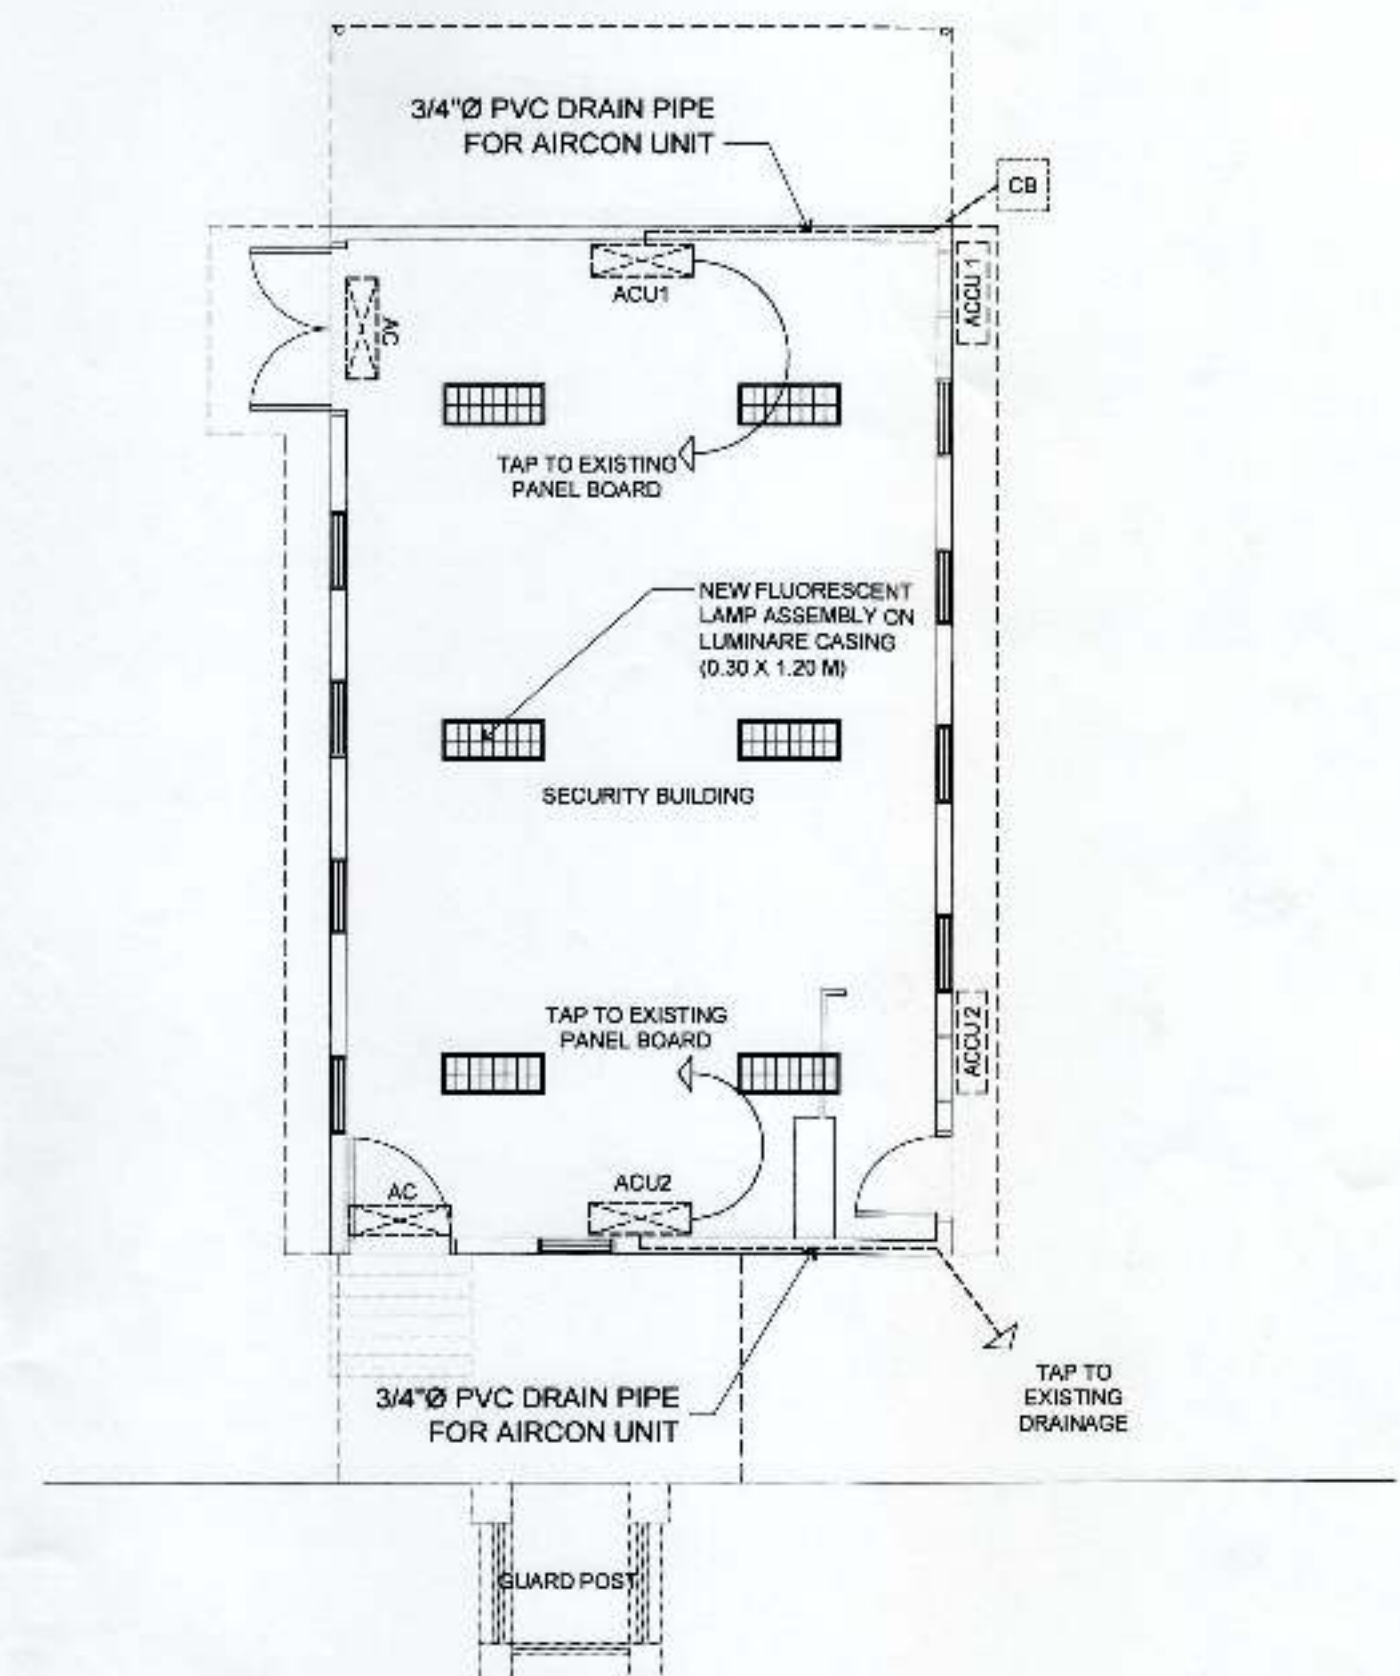 3/4"Ø PVC DRAIN PIPE
FOR AIRCON UNIT
CB
ACU1
ACCU 1
AC
TAP TO EXISTING
PANEL BOARD
NEW FLUORESCENT
LAMP ASSEMBLY ON
LUMINARE CASING
(0.30 X 1.20 M)
SECURITY BUILDING
TAP TO EXISTING
PANEL BOARD
ACCU 2
AC
ACU2
TAP TO
EXISTING
DRAINAGE
3/4"Ø PVC DRAIN PIPE
FOR AIRCON UNIT
GUARD POST